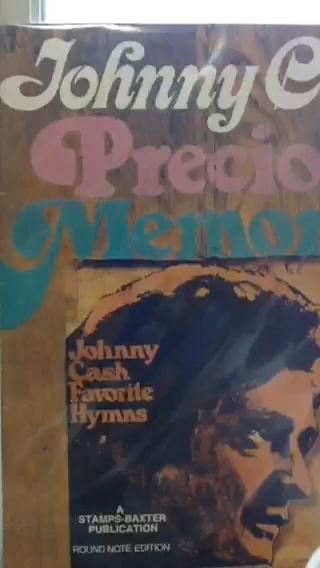 Johnny C
Precio
Memor
Johnny
Cash
Favorite
Hymns
A
STAMPS-BAXTER
PUBLICATION
ROUND NOTE EDITION